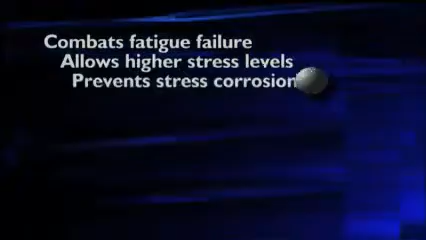 Combats fatigue failure
Allows higher stress levels
Prevents stress corrosion